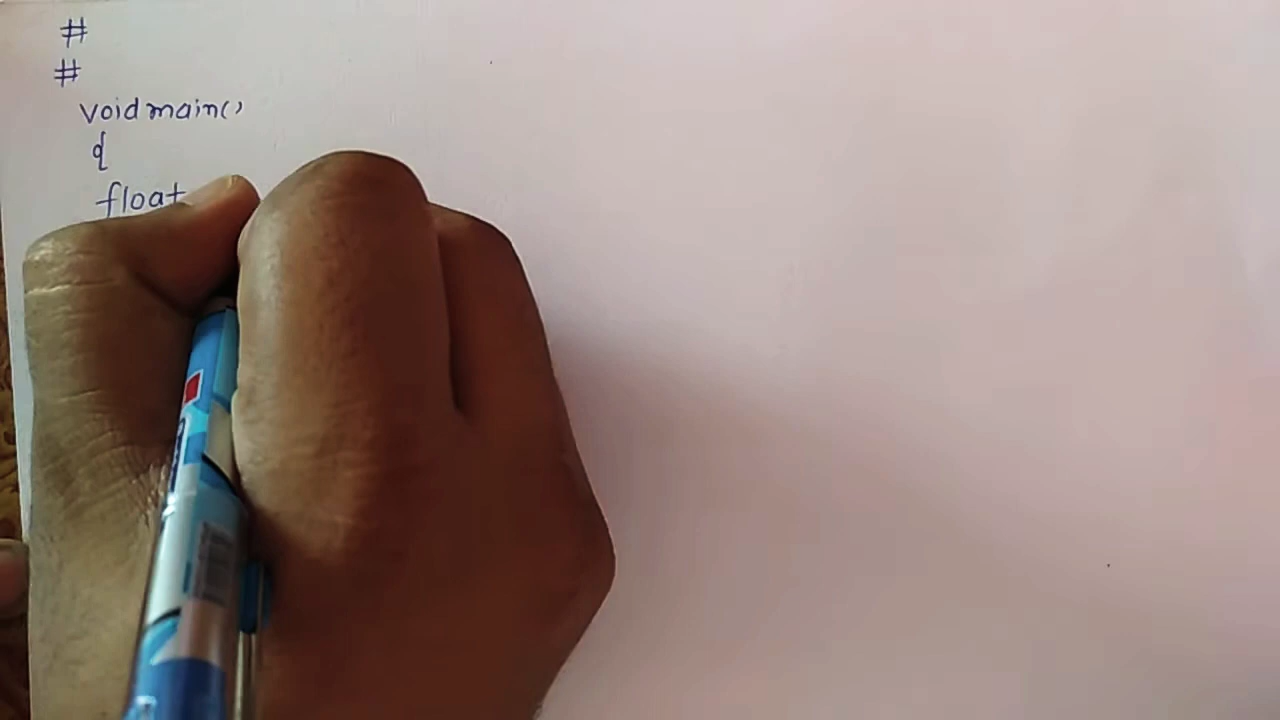 #
#
void main()
{
float